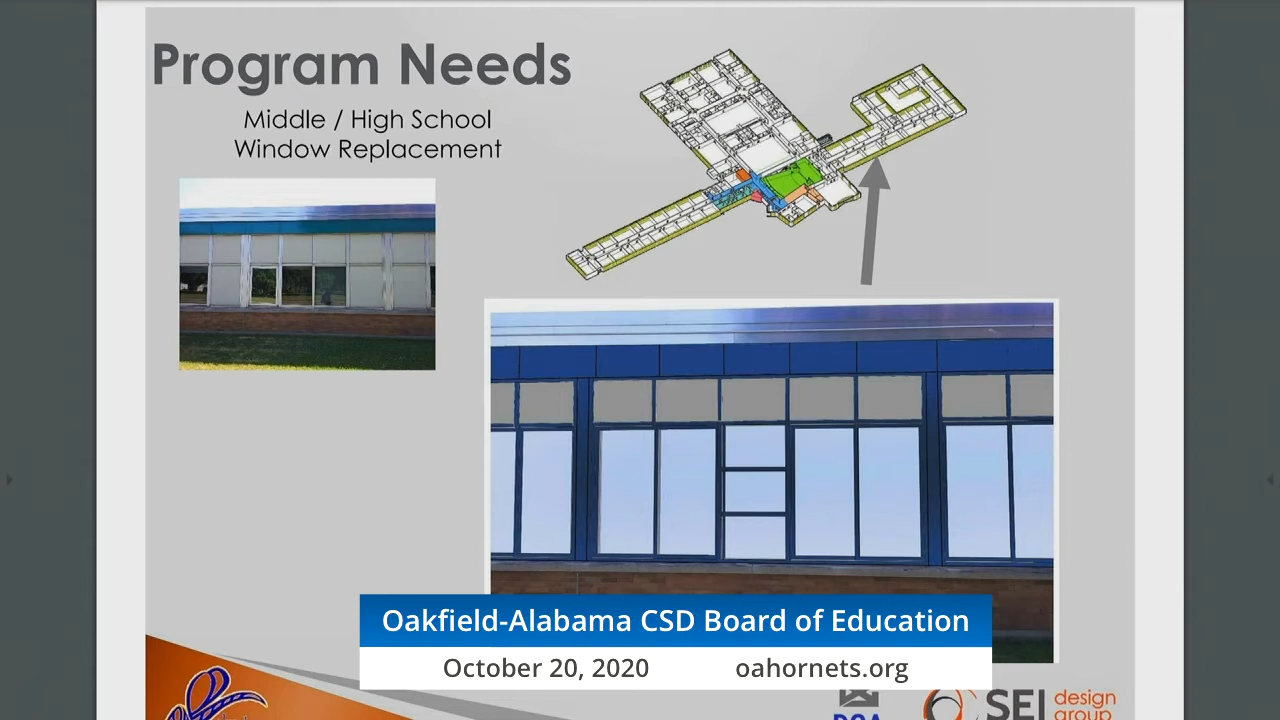 Program Needs
Middle / High School
Window Replacement
Oakfield-Alabama CSD Board of Education
October 20, 2020 oahornets.org
SEI design
group